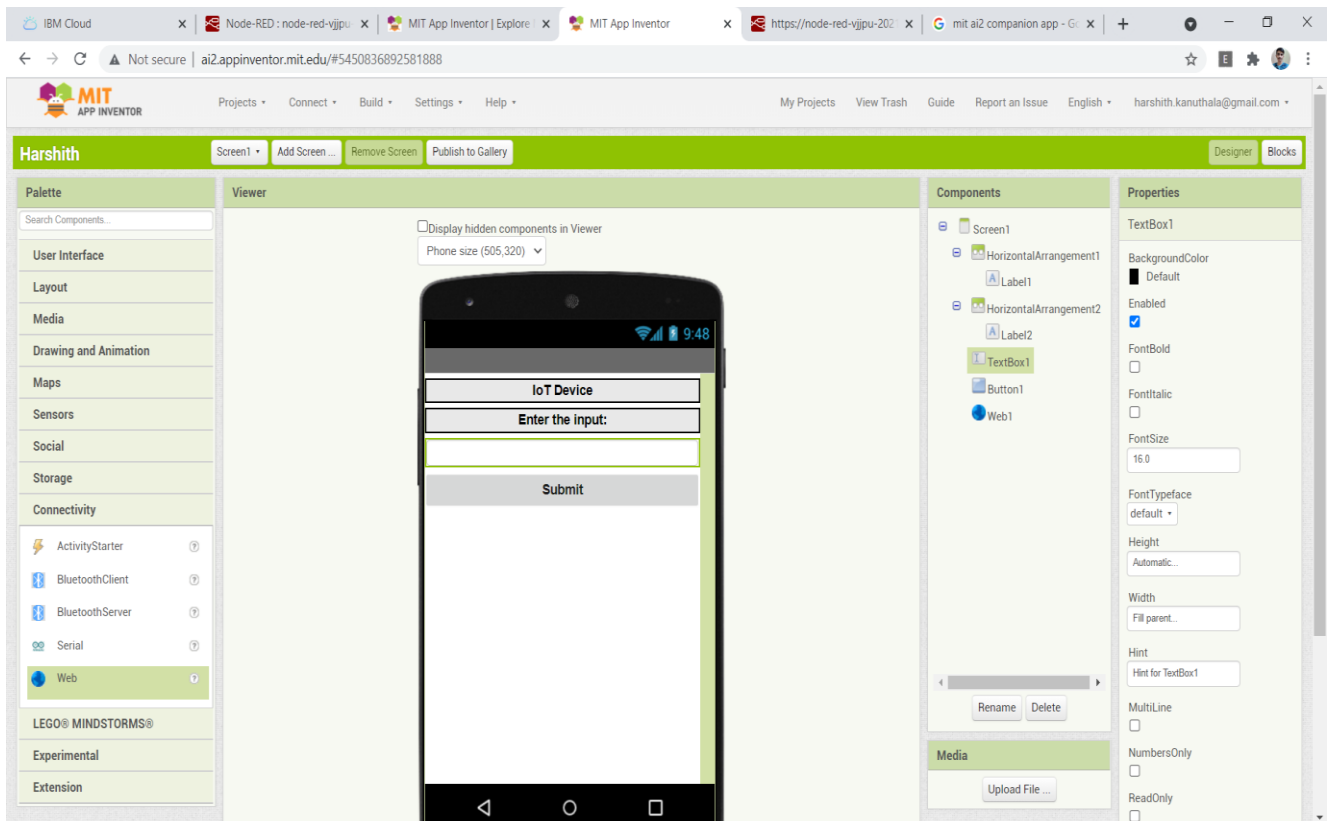 IBM Cloud
Node-RED : node-red-vjjpu
MIT App Inventor | Explore
MIT App Inventor
https://node-red-vjjpu-202
mit ai2 companion app - Go
Not secure | ai2.appinventor.mit.edu/#5450836892581888
E
MIT
APP INVENTOR
Projects Connect Build Settings Help
My Projects View Trash Guide Report an Issue English harshith.kanuthala@gmail.com
Harshith
Screen1 Add Screen ... Remove Screen Publish to Gallery
Designer Blocks
Palette
Search Components...
User Interface
Layout
Media
Drawing and Animation
Maps
Sensors
Social
Storage
Connectivity
ActivityStarter ?
BluetoothClient ?
BluetoothServer ?
Serial ?
Web ?
LEGO® MINDSTORMS®
Experimental
Extension
Viewer
Display hidden components in Viewer
Phone size (505,320)
9:48
IoT Device
Enter the input:
Submit
Components
Screen1
HorizontalArrangement1
A Label1
HorizontalArrangement2
A Label2
TextBox1
Button1
Web1
Rename Delete
Media
Upload File ...
Properties
TextBox1
BackgroundColor
Default
Enabled
FontBold
FontItalic
FontSize
16.0
FontTypeface
default
Height
Automatic...
Width
Fill parent...
Hint
Hint for TextBox1
MultiLine
NumbersOnly
ReadOnly